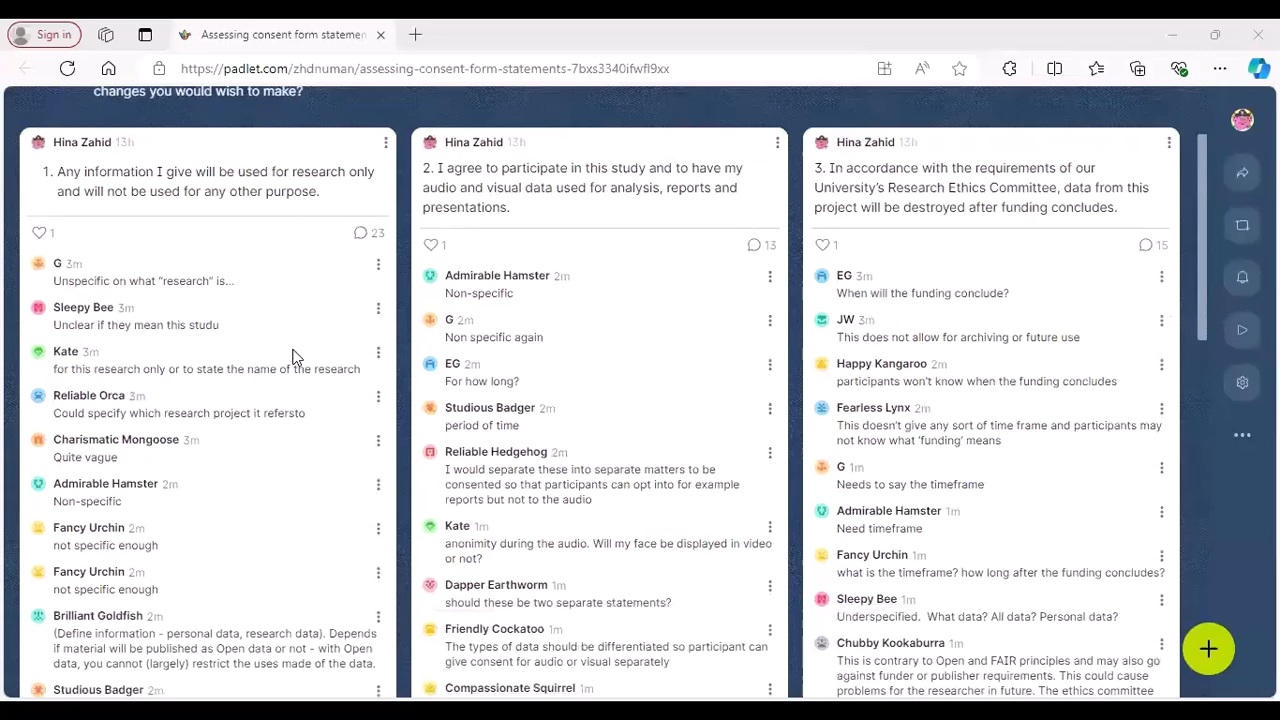 Sign in
Assessing consent form statemen
https://padlet.com/zhdnuman/assessing-consent-form-statements-7bxs3340ifwfl9xx
changes you would wish to make?
Hina Zahid 13h
1. Any information I give will be used for research only
and will not be used for any other purpose.
1
23
G 3m
Unspecific on what “research” is...
Sleepy Bee 3m
Unclear if they mean this studu
Kate 3m
for this research only or to state the name of the research
Reliable Orca 3m
Could specify which research project it refersto
Charismatic Mongoose 3m
Quite vague
Admirable Hamster 2m
Non-specific
Fancy Urchin 2m
not specific enough
Fancy Urchin 2m
not specific enough
Brilliant Goldfish 2m
(Define information - personal data, research data). Depends
if material will be published as Open data or not - with Open
data, you cannot (largely) restrict the uses made of the data.
Studious Badger 2m
Hina Zahid 13h
2. I agree to participate in this study and to have my
audio and visual data used for analysis, reports and
presentations.
1
13
Admirable Hamster 2m
Non-specific
G 2m
Non specific again
EG 2m
For how long?
Studious Badger 2m
period of time
Reliable Hedgehog 2m
I would separate these into separate matters to be
consented so that participants can opt into for example
reports but not to the audio
Kate 1m
anonimity during the audio. Will my face be displayed in video
or not?
Dapper Earthworm 1m
should these be two separate statements?
Friendly Cockatoo 1m
The types of data should be differentiated so participant can
give consent for audio or visual separately
Compassionate Squirrel 1m
Hina Zahid 13h
3. In accordance with the requirements of our
University’s Research Ethics Committee, data from this
project will be destroyed after funding concludes.
1
15
EG 3m
When will the funding conclude?
JW 3m
This does not allow for archiving or future use
Happy Kangaroo 2m
participants won’t know when the funding concludes
Fearless Lynx 2m
This doesn’t give any sort of time frame and participants may
not know what ‘funding’ means
G 1m
Needs to say the timeframe
Admirable Hamster 1m
Need timeframe
Fancy Urchin 1m
what is the timeframe? how long after the funding concludes?
Sleepy Bee 1m
Underspecified. What data? All data? Personal data?
Chubby Kookaburra 1m
This is contrary to Open and FAIR principles and may also go
against funder or publisher requirements. This could cause
problems for the researcher in future. The ethics committee